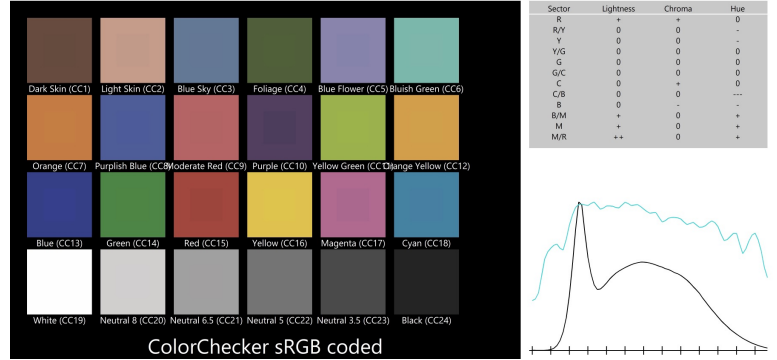 Dark Skin (CC1) Light Skin (CC2) Blue Sky (CC3) Foliage (CC4) Blue Flower (CC5) Bluish Green (CC6)
Orange (CC7) Purplish Blue (CC8) Moderate Red (CC9) Purple (CC10) Yellow Green (CC11) Orange Yellow (CC12)
Blue (CC13) Green (CC14) Red (CC15) Yellow (CC16) Magenta (CC17) Cyan (CC18)
White (CC19) Neutral 8 (CC20) Neutral 6.5 (CC21) Neutral 5 (CC22) Neutral 3.5 (CC23) Black (CC24)
ColorChecker sRGB coded
Sector Lightness Chroma Hue
R + + 0
R/Y 0 0 -
Y 0 0 -
Y/G 0 0 0
G 0 0 0
G/C 0 0 0
C 0 + 0
C/B 0 0 ---
B 0 - -
B/M + 0 +
M + 0 +
M/R ++ 0 +